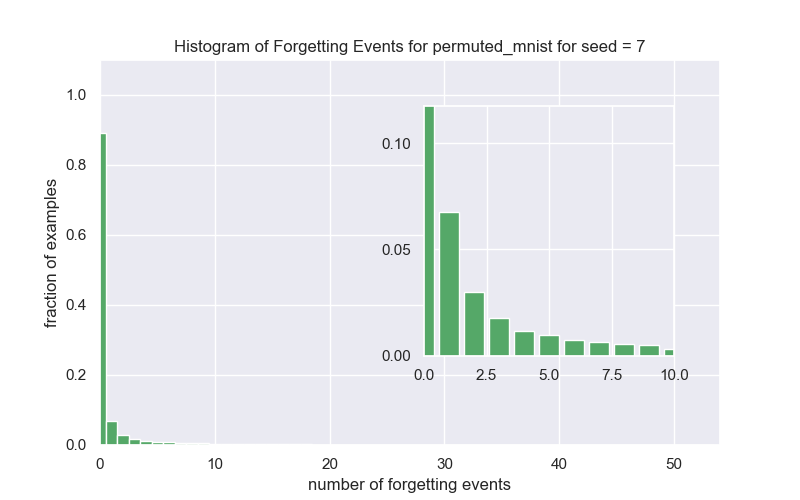 Histogram of Forgetting Events for permuted_mnist for seed = 7
fraction of examples
1.0
0.8
0.6
0.4
0.2
0.0
0.10
0.05
0.00
0.0 2.5 5.0 7.5 10.0
0 10 20 30 40 50
number of forgetting events